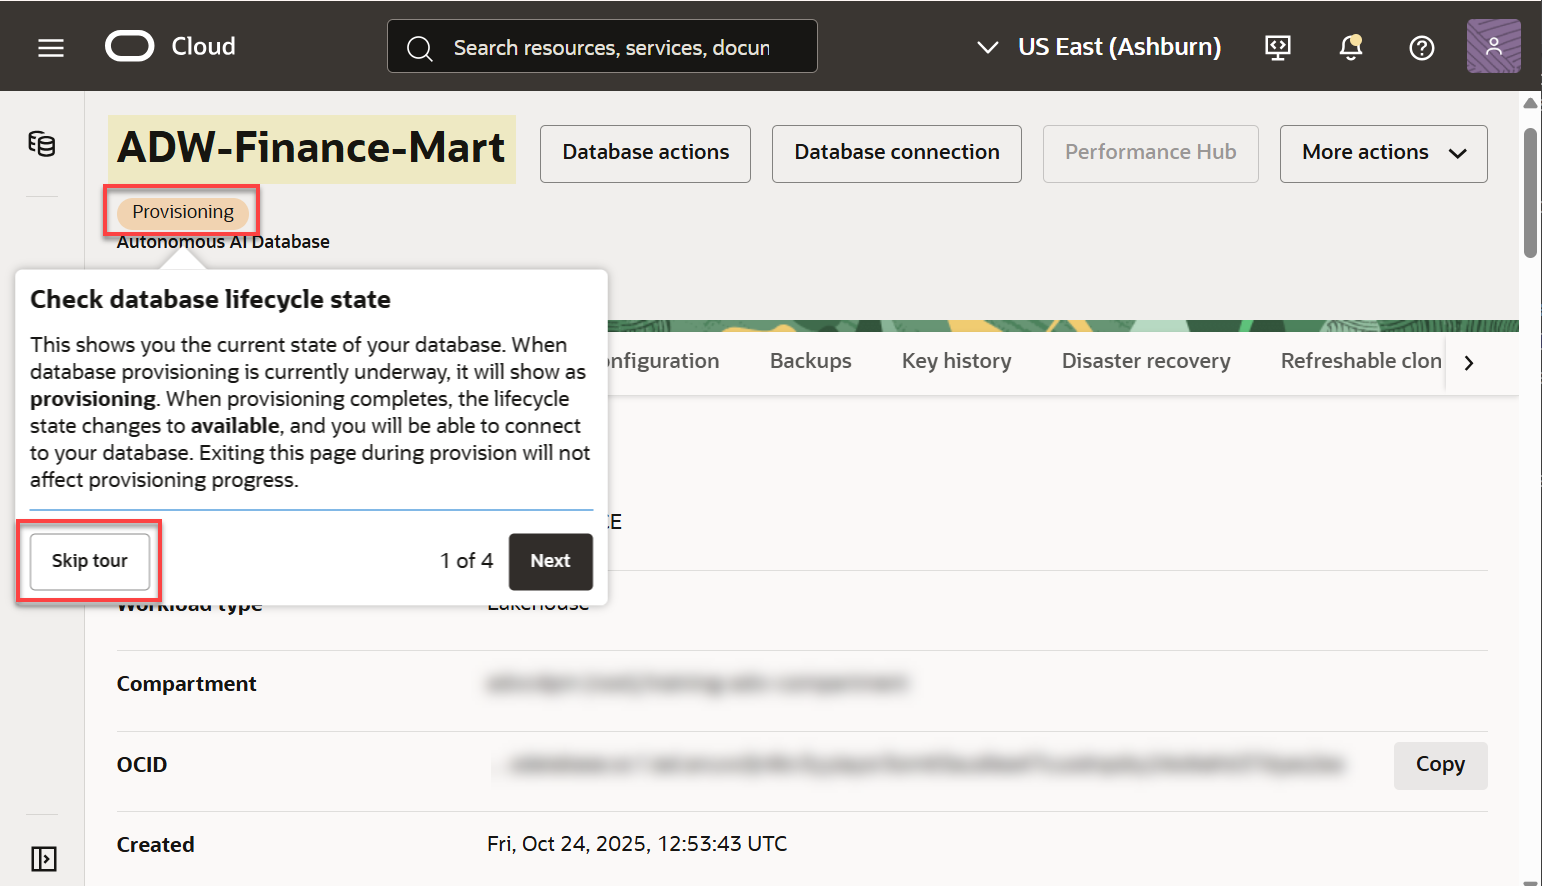 Cloud
Search resources, services, docun
US East (Ashburn)
ADW-Finance-Mart
Database actions
Database connection
Performance Hub
More actions
Provisioning
Autonomous AI Database
Check database lifecycle state
This shows you the current state of your database. When
database provisioning is currently underway, it will show as
provisioning. When provisioning completes, the lifecycle
state changes to available, and you will be able to connect
to your database. Exiting this page during provision will not
affect provisioning progress.
Skip tour
1 of 4
Next
onfiguration
Backups
Key history
Disaster recovery
Refreshable clon
CE
Workload type
Lakehouse
Compartment
OCID
Copy
Created
Fri, Oct 24, 2025, 12:53:43 UTC